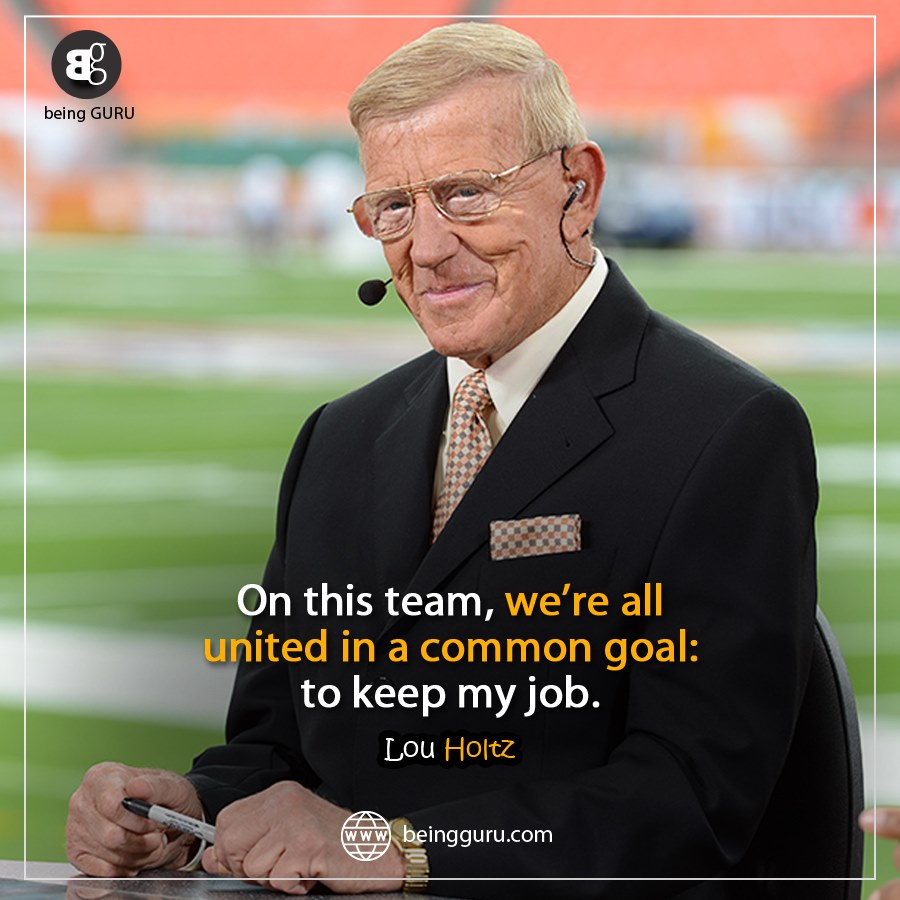 Bg
being GURU
On this team, we're all
united in a common goal:
to keep my job.
Lou Holtz
www beingguru.com